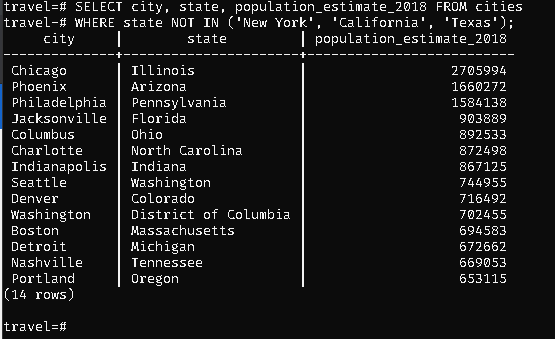 travel=# SELECT city, state, population_estimate_2018 FROM cities
travel-# WHERE state NOT IN ('New York', 'California', 'Texas');
city | state | population_estimate_2018
Chicago | Illinois | 2705994
Phoenix | Arizona | 1660272
Philadelphia | Pennsylvania | 1584138
Jacksonville | Florida | 903889
Columbus | Ohio | 892533
Charlotte | North Carolina | 872498
Indianapolis | Indiana | 867125
Seattle | Washington | 744955
Denver | Colorado | 716492
Washington | District of Columbia | 702455
Boston | Massachusetts | 694583
Detroit | Michigan | 672662
Nashville | Tennessee | 669053
Portland | Oregon | 653115
(14 rows)
travel=#